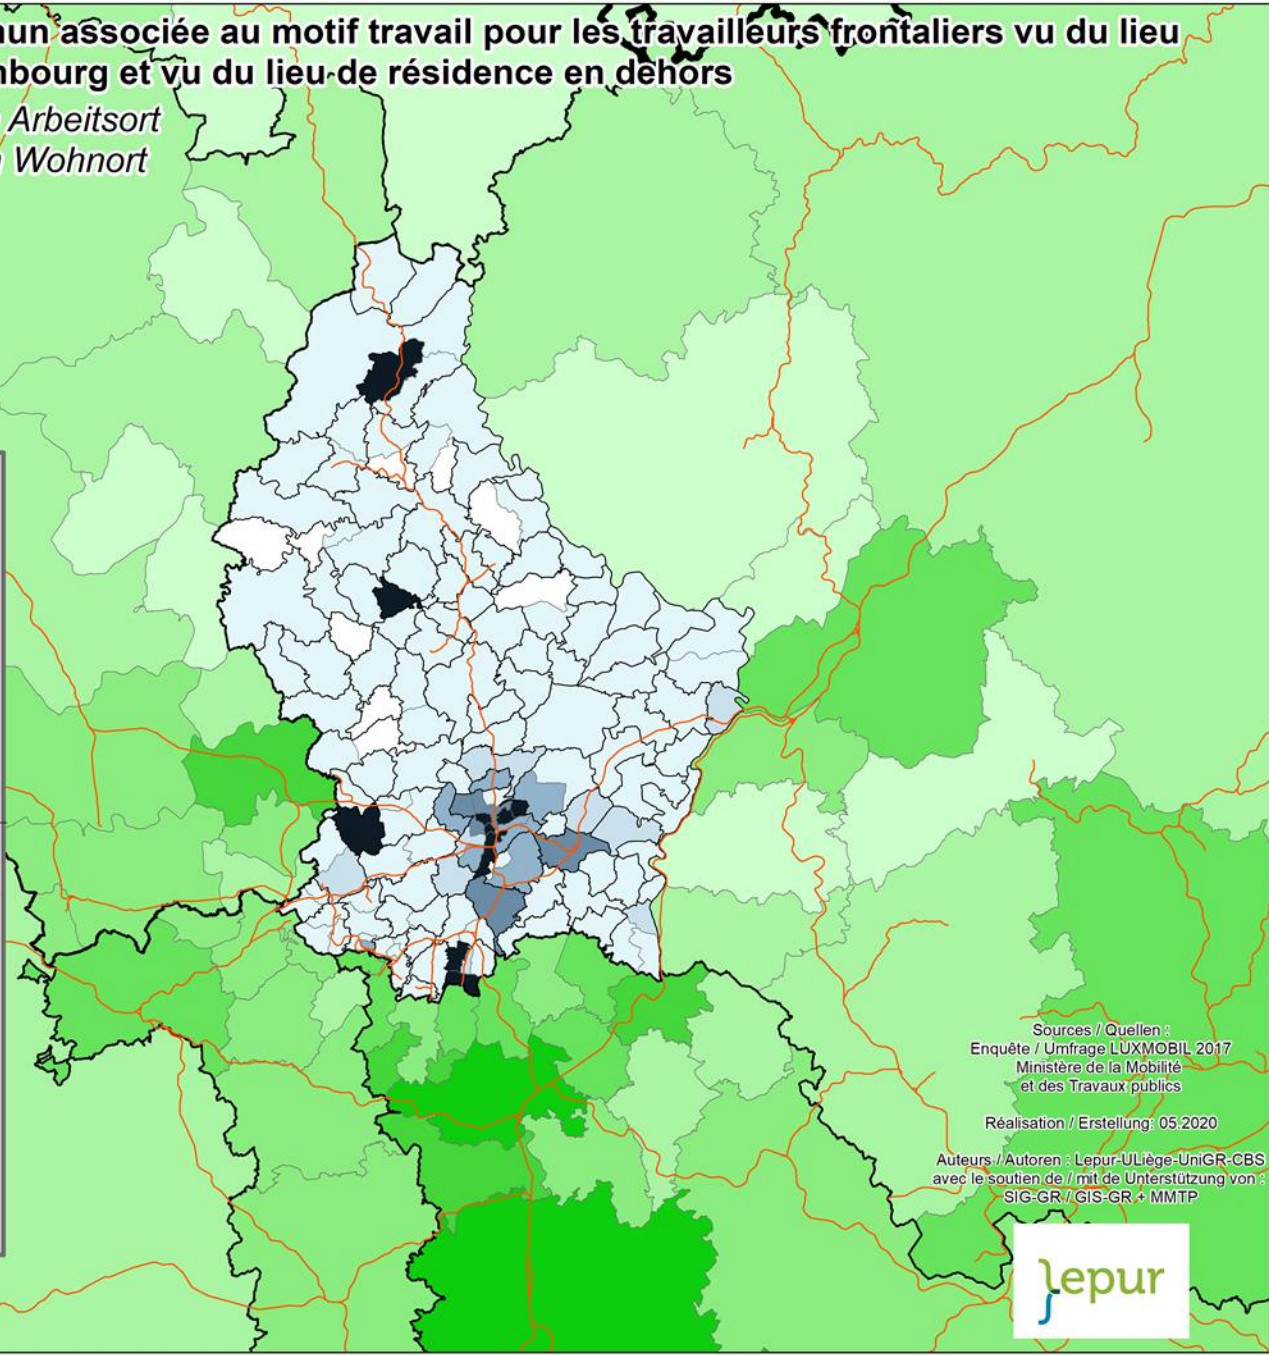 mun associée au motif travail pour les travailleurs frontaliers vu du lieu
mbourg et vu du lieu de résidence en dehors
Arbeitsort
Wohnort
Sources / Quellen :
Enquête / Umfrage LUXMOBIL 2017
Ministère de la Mobilité
et des Travaux publics
Réalisation / Erstellung: 05.2020
Auteurs / Autoren : Lepur-ULiège-UniGR-CBS
avec le soutien de / mit de Unterstützung von :
SIG-GR / GIS-GR + MMTP
lepur